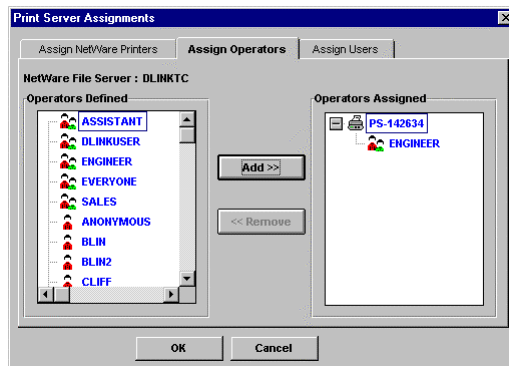 Print Server Assignments
Assign NetWare Printers
Assign Operators
Assign Users
NetWare File Server : DLINKTC
Operators Defined
ASSISTANT
DLINKUSER
ENGINEER
EVERYONE
SALES
ANONYMOUS
BLIN
BLIN2
CLIFF
Add >>
<< Remove
Operators Assigned
PS-142634
ENGINEER
OK
Cancel